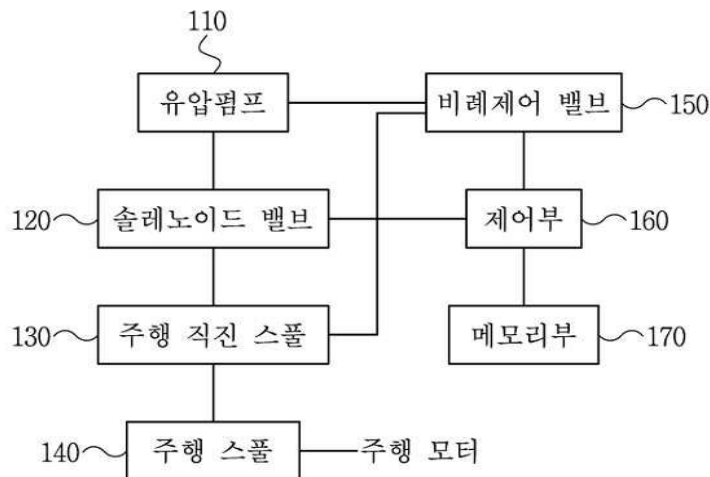 110
유압펌프
비례제어 밸브
150
120
솔레노이드 밸브
제어부
160
130
주행 직진 스풀
메모리부
170
140
주행 스풀
주행 모터